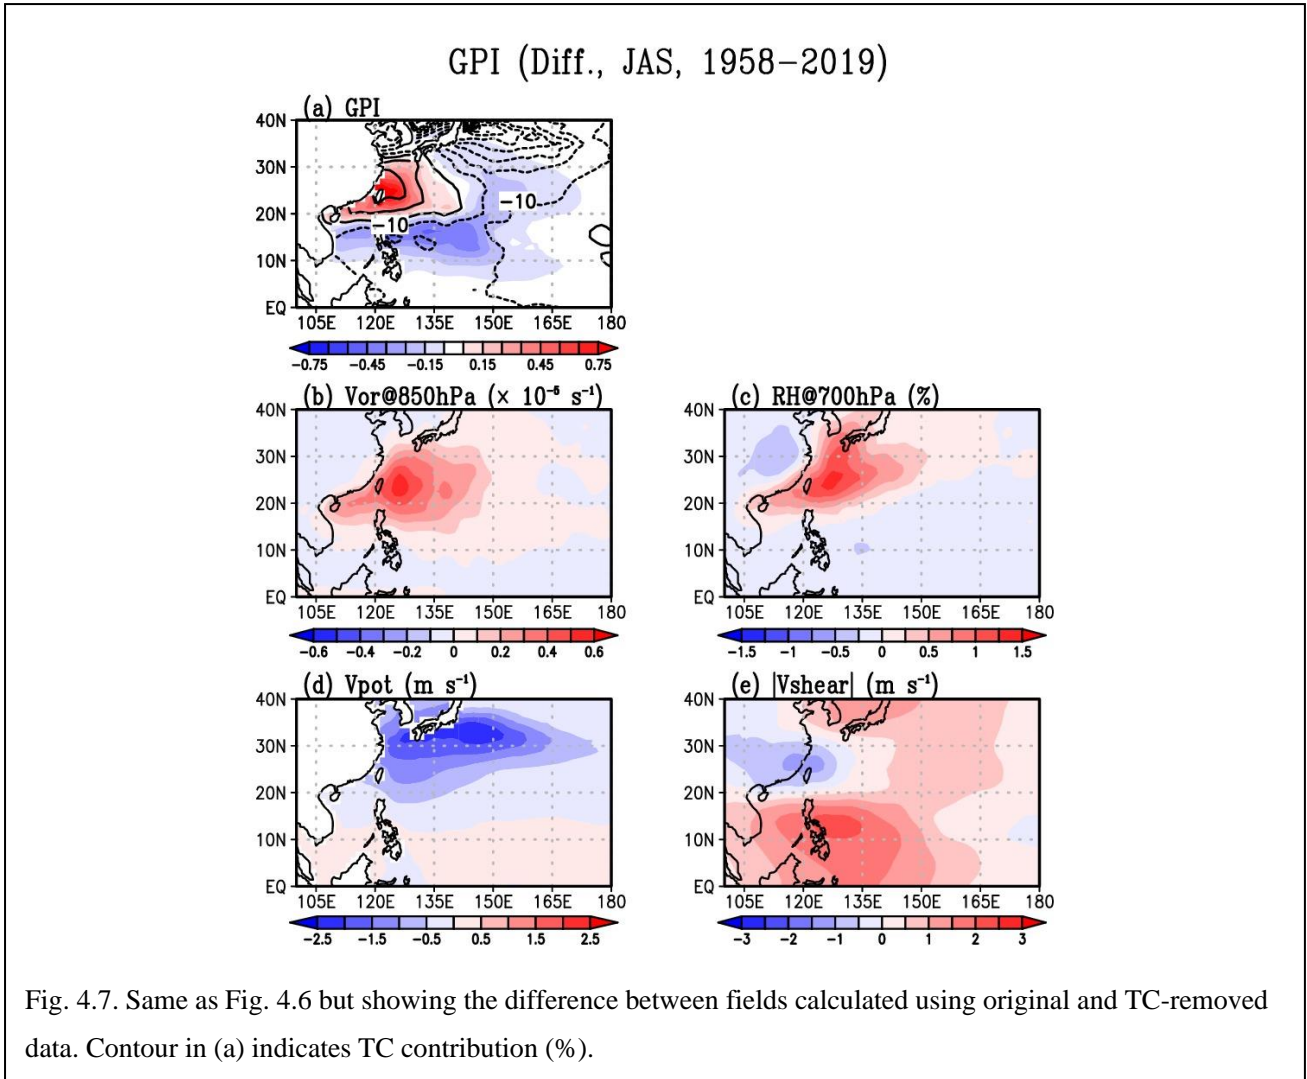 GPI (Diff., JAS, 1958−2019)
(a) GPI
40N
30N
20N
10N
EQ
−10
−10
105E 120E 135E 150E 165E 180
−0.75 −0.45 −0.15 0.15 0.45 0.75
(b) Vor@850hPa (× 10⁻⁵ s⁻¹)
40N
30N
20N
10N
EQ
105E 120E 135E 150E 165E 180
−0.6 −0.4 −0.2 0 0.2 0.4 0.6
(c) RH@700hPa (%)
40N
30N
20N
10N
EQ
105E 120E 135E 150E 165E 180
−1.5 −1 −0.5 0 0.5 1 1.5
(d) Vpot (m s⁻¹)
40N
30N
20N
10N
EQ
105E 120E 135E 150E 165E 180
−2.5 −1.5 −0.5 0.5 1.5 2.5
(e) |Vshear| (m s⁻¹)
40N
30N
20N
10N
EQ
105E 120E 135E 150E 165E 180
−3 −2 −1 0 1 2 3
Fig. 4.7. Same as Fig. 4.6 but showing the difference between fields calculated using original and TC-removed
data. Contour in (a) indicates TC contribution (%).